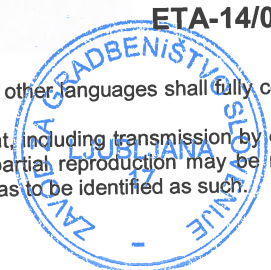 ETA-14/0
other languages shall fully c
t, including transmission by
partial reproduction may be
as to be identified as such.
ZAVOD ZA GRADBENIŠTVO SLOVENIJE
LJUBLJANA
17